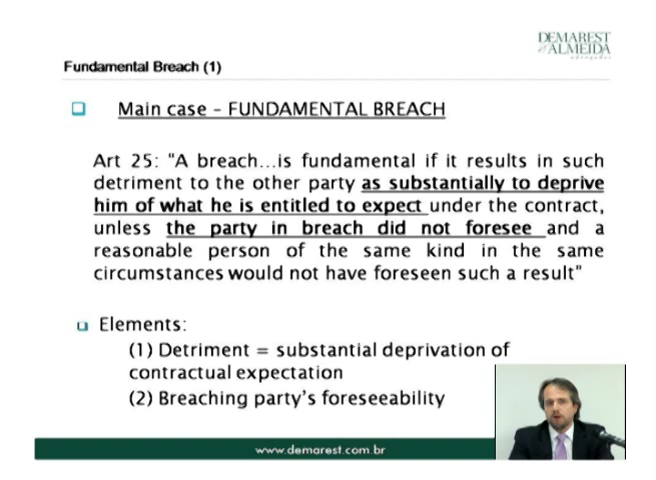 DEMAREST
& ALMEIDA
advogados
Fundamental Breach (1)
Main case – FUNDAMENTAL BREACH
Art 25: "A breach...is fundamental if it results in such
detriment to the other party as substantially to deprive
him of what he is entitled to expect under the contract,
unless the party in breach did not foresee and a
reasonable person of the same kind in the same
circumstances would not have foreseen such a result"
Elements:
(1) Detriment = substantial deprivation of
contractual expectation
(2) Breaching party's foreseeability
www.demarest.com.br